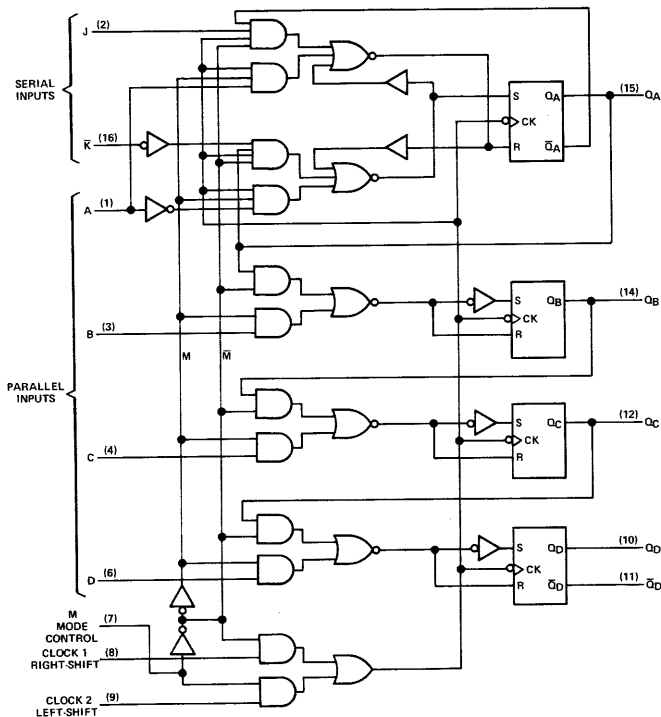 J (2)
SERIAL
INPUTS
K̅ (16)
A (1)
S QA (15) QA
CK
R Q̅A
B (3)
M M̅
S QB (14) QB
CK
R
PARALLEL
INPUTS
C (4)
S QC (12) QC
CK
R
D (6)
S QD (10) QD
CK
R Q̅D (11) Q̅D
M
MODE (7)
CONTROL
CLOCK 1 (8)
RIGHT-SHIFT
CLOCK 2 (9)
LEFT-SHIFT